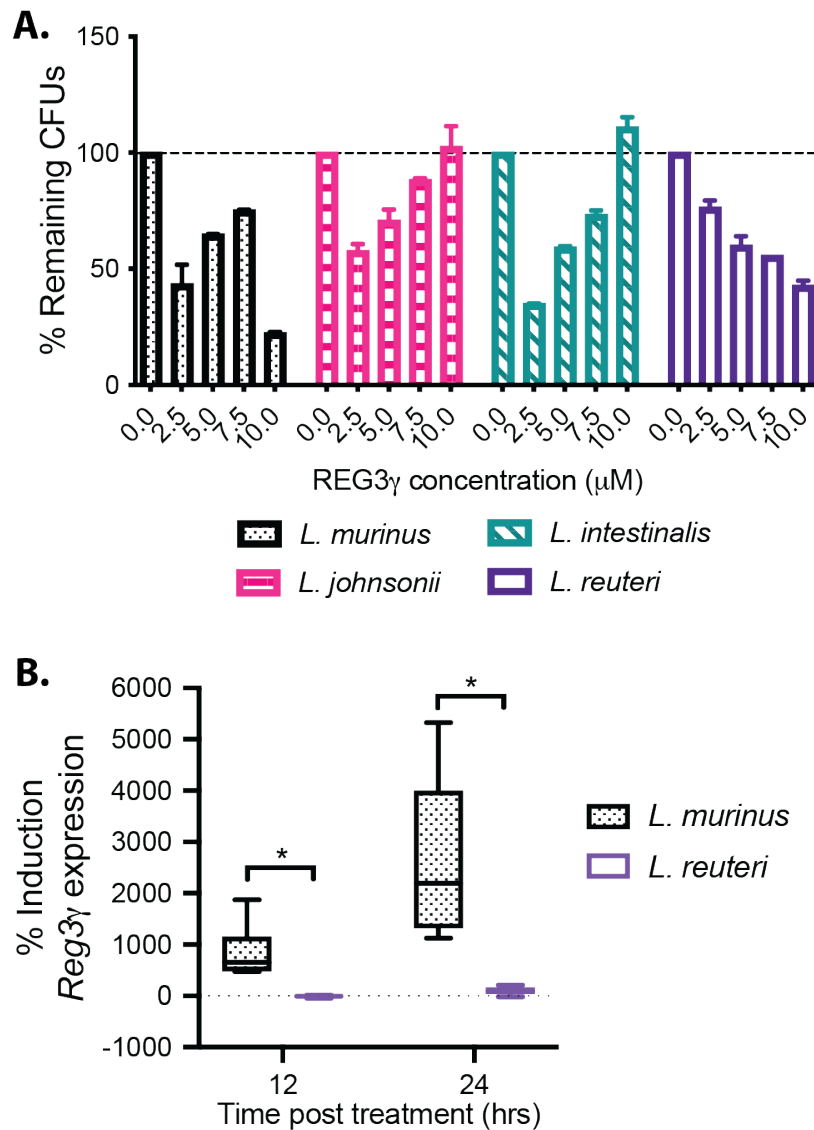 A.
150
100
50
0
% Remaining CFUs
0.0 2.5 5.0 7.5 10.0 0.0 2.5 5.0 7.5 10.0 0.0 2.5 5.0 7.5 10.0 0.0 2.5 5.0 7.5 10.0
REG3γ concentration (μM)
L. murinus
L. intestinalis
L. johnsonii
L. reuteri
B.
6000
5000
4000
3000
2000
1000
0
-1000
% Induction
Reg3γ expression
*
*
12 24
Time post treatment (hrs)
L. murinus
L. reuteri